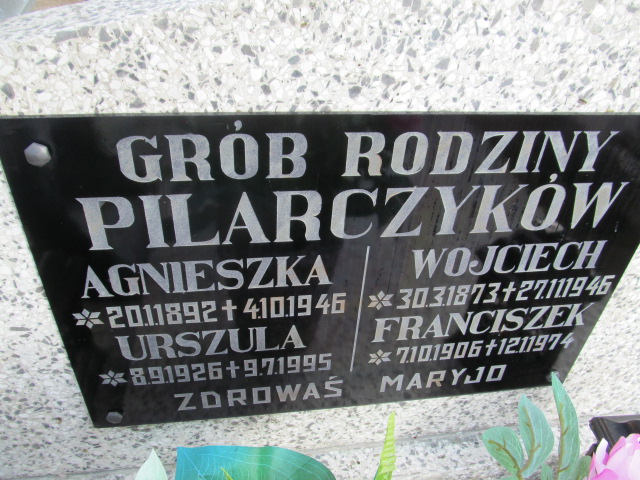 GRÓB RODZINY
PILARCZYKÓW
AGNIESZKA
20.1.1892 + 4.10.1946
URSZULA
8.9.1926 + 9.7.1995
WOJCIECH
30.3.1873 + 27.11.1946
FRANCISZEK
7.10.1906 + 12.1.1974
ZDROWAŚ MARYJO